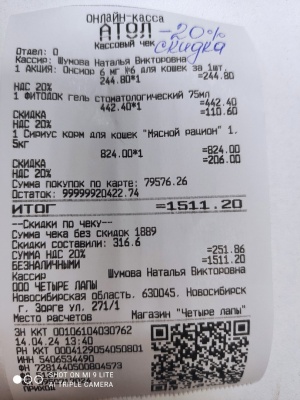 ОНЛАЙН-КАССА
АТОЛ -20%
скидка
Кассовый чек
Отдел: 0
Кассир: Шумова Наталья Викторовна
1 АКЦИЯ: Онсиор 6 мг №6 для кошек за 1шт.
244.80*1 =244.80
НДС 20%
1 ФИТОДОК гель стоматологический 75мл
442.40*1 =442.40
СКИДКА =110.60
НДС 20%
1 Сириус корм для кошек "Мясной рацион" 1.
5кг
824.00*1 =824.00
СКИДКА =206.00
НДС 20%
Сумма покупок по карте: 79576.26
Остаток: 99999920422.74
ИТОГ =1511.20
--Скидки по чеку--
Сумма чека без скидок 1889
Скидки составили: 316.6
СУММА НДС 20% =251.86
БЕЗНАЛИЧНЫМИ =1511.20
Кассир Шумова Наталья Викторовна
ООО ЧЕТЫРЕ ЛАПЫ
Новосибирская область. 630045. Новосибирск
г. Зорге ул. 271/1
Место расчетов Магазин "Четыре лапы"
ЗН ККТ 00106104030762
14.04.24 13:40
РН ККТ 0004129054050801
ИНН 5406534490
ФН 7281440500804573
SHOT ON MI 9 LITE
AI TRIPLE CAMERA
ПРИХОД